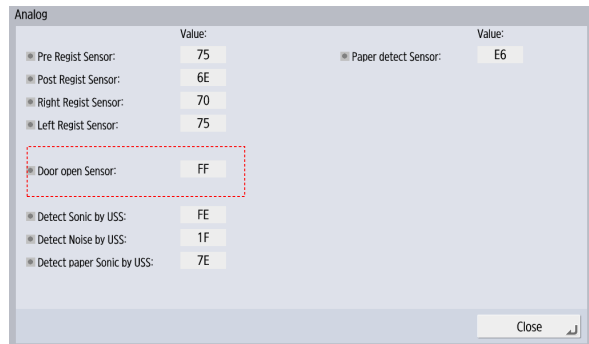 Analog
Value: Value:
Pre Regist Sensor: 75 Paper detect Sensor: E6
Post Regist Sensor: 6E
Right Regist Sensor: 70
Left Regist Sensor: 75
Door open Sensor: FF
Detect Sonic by USS: FE
Detect Noise by USS: 1F
Detect paper Sonic by USS: 7E
Close